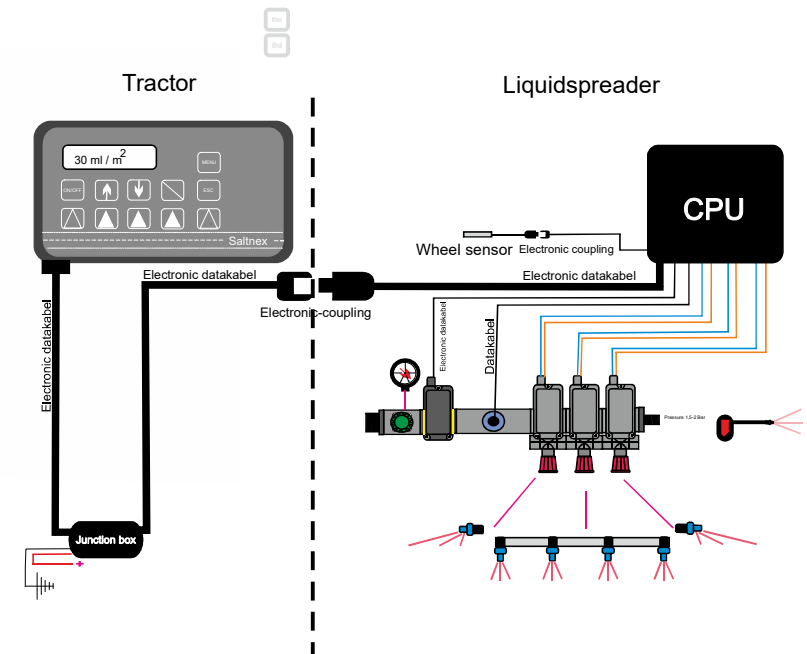 Tractor
Liquidspreader
30 ml / m2
MENU
ON/OFF
ESC
Saltnex
CPU
Wheel sensor
Electronic coupling
Electronic datakabel
Electronic datakabel
Electronic-coupling
Electronic datakabel
Electronic datakabel
Datakabel
Pressure 1,5-2 Bar
Junction box
+